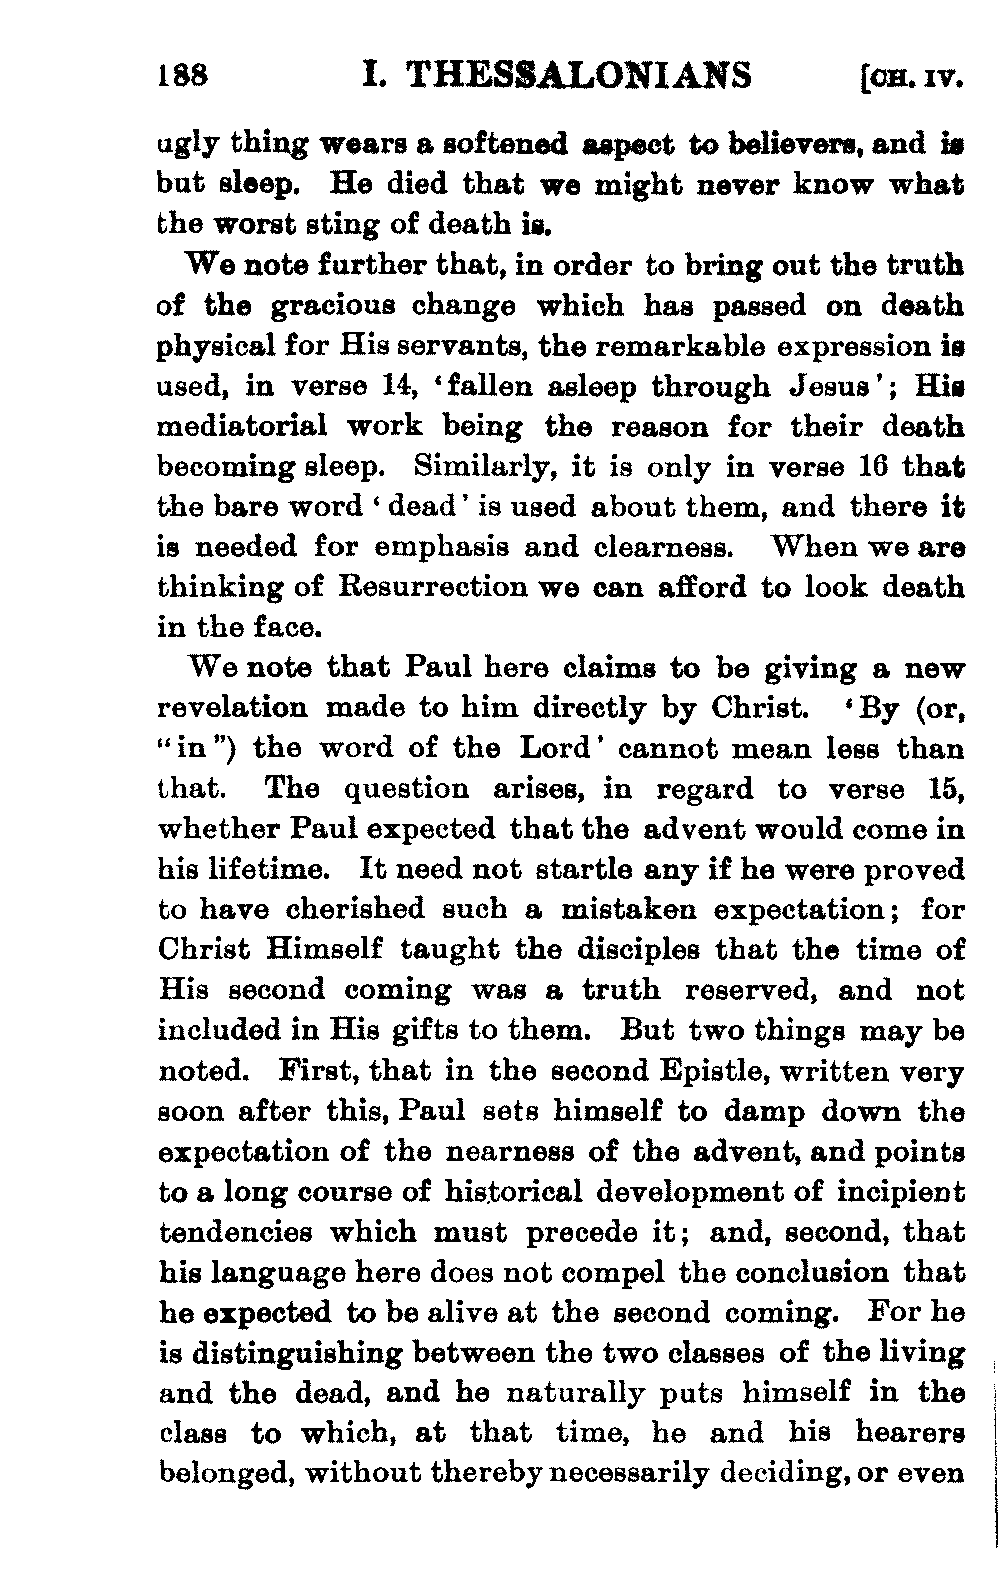 188 I. THESSALONIANS [CH. IV.
ugly thing wears a softened aspect to believers, and is
but sleep. He died that we might never know what
the worst sting of death is.
We note further that, in order to bring out the truth
of the gracious change which has passed on death
physical for His servants, the remarkable expression is
used, in verse 14, ‘fallen asleep through Jesus’; His
mediatorial work being the reason for their death
becoming sleep. Similarly, it is only in verse 16 that
the bare word ‘dead’ is used about them, and there it
is needed for emphasis and clearness. When we are
thinking of Resurrection we can afford to look death
in the face.
We note that Paul here claims to be giving a new
revelation made to him directly by Christ. ‘By (or,
“in”) the word of the Lord’ cannot mean less than
that. The question arises, in regard to verse 15,
whether Paul expected that the advent would come in
his lifetime. It need not startle any if he were proved
to have cherished such a mistaken expectation; for
Christ Himself taught the disciples that the time of
His second coming was a truth reserved, and not
included in His gifts to them. But two things may be
noted. First, that in the second Epistle, written very
soon after this, Paul sets himself to damp down the
expectation of the nearness of the advent, and points
to a long course of historical development of incipient
tendencies which must precede it; and, second, that
his language here does not compel the conclusion that
he expected to be alive at the second coming. For he
is distinguishing between the two classes of the living
and the dead, and he naturally puts himself in the
class to which, at that time, he and his hearers
belonged, without thereby necessarily deciding, or even